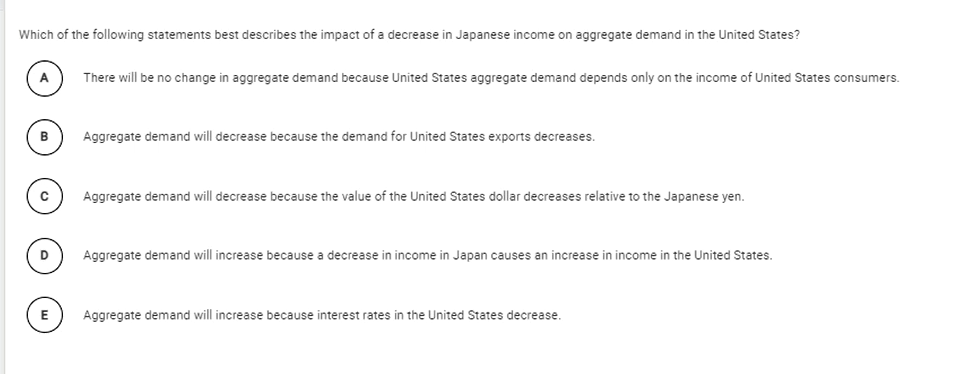 Which of the following statements best describes the impact of a decrease in Japanese income on aggregate demand in the United States?
A There will be no change in aggregate demand because United States aggregate demand depends only on the income of United States consumers.
B Aggregate demand will decrease because the demand for United States exports decreases.
C Aggregate demand will decrease because the value of the United States dollar decreases relative to the Japanese yen.
D Aggregate demand will increase because a decrease in income in Japan causes an increase in income in the United States.
E Aggregate demand will increase because interest rates in the United States decrease.